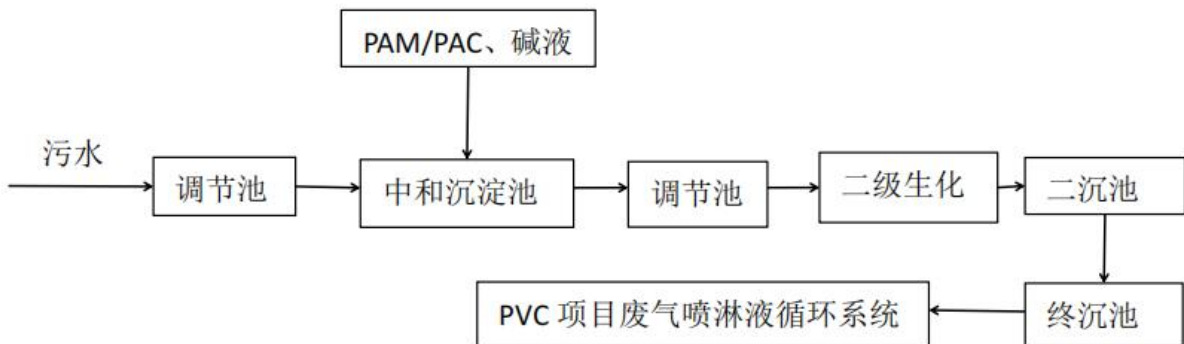 PAM/PAC、碱液
污水
调节池
中和沉淀池
调节池
二级生化
二沉池
PVC 项目废气喷淋液循环系统
终沉池